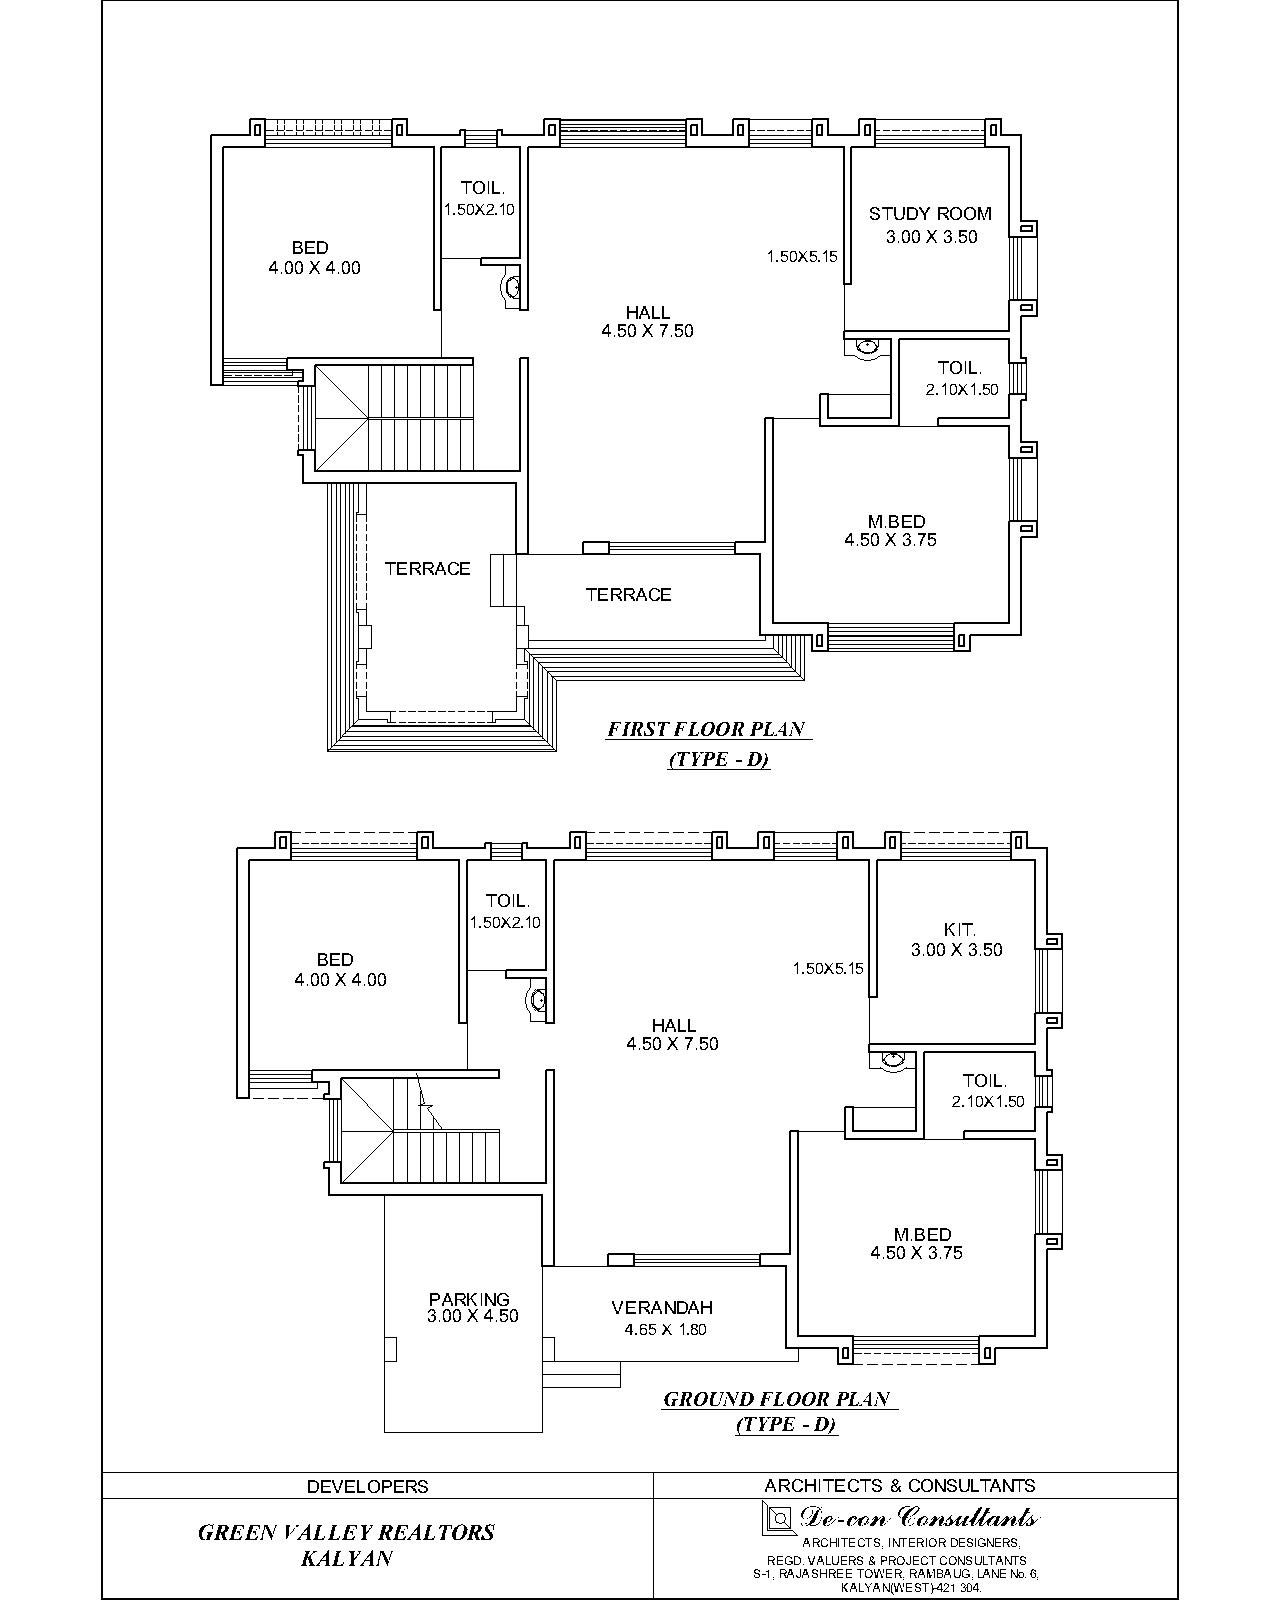 TOIL.
1.50X2.10
STUDY ROOM
3.00 X 3.50
BED
4.00 X 4.00
1.50X5.15
HALL
4.50 X 7.50
TOIL.
2.10X1.50
M.BED
4.50 X 3.75
TERRACE
TERRACE
FIRST FLOOR PLAN
(TYPE - D)
TOIL.
1.50X2.10
KIT.
3.00 X 3.50
BED
4.00 X 4.00
1.50X5.15
HALL
4.50 X 7.50
TOIL.
2.10X1.50
M.BED
4.50 X 3.75
PARKING
3.00 X 4.50
VERANDAH
4.65 X 1.80
GROUND FLOOR PLAN
(TYPE - D)
DEVELOPERS
GREEN VALLEY REALTORS
KALYAN
ARCHITECTS & CONSULTANTS
De-con Consultants
ARCHITECTS, INTERIOR DESIGNERS,
REGD. VALUERS & PROJECT CONSULTANTS
S-1, RAJASHREE TOWER, RAMBAUG, LANE No. 6,
KALYAN(WEST)-421 304.